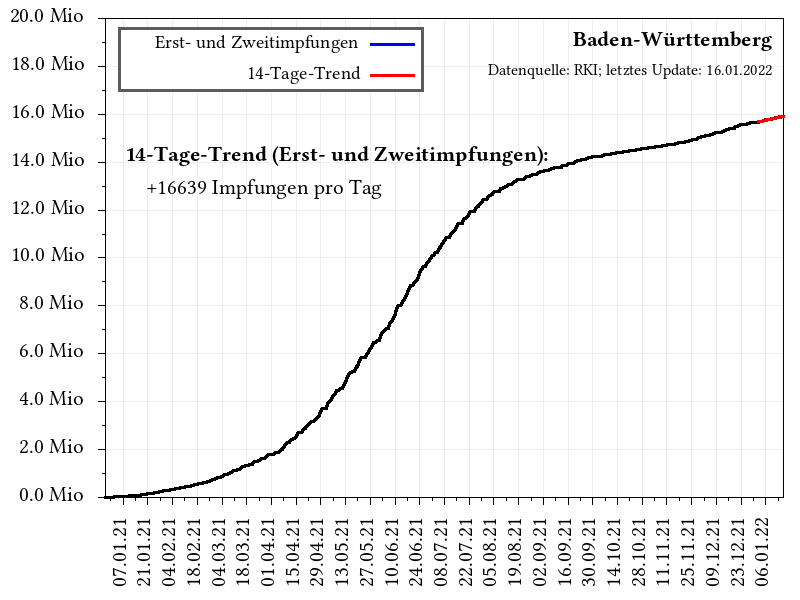 20.0 Mio
18.0 Mio
16.0 Mio
14.0 Mio
12.0 Mio
10.0 Mio
8.0 Mio
6.0 Mio
4.0 Mio
2.0 Mio
0.0 Mio
Erst- und Zweitimpfungen
14-Tage-Trend
Baden-Württemberg
Datenquelle: RKI; letztes Update: 16.01.2022
14-Tage-Trend (Erst- und Zweitimpfungen):
+16639 Impfungen pro Tag
07.01.21
21.01.21
04.02.21
18.02.21
04.03.21
18.03.21
01.04.21
15.04.21
29.04.21
13.05.21
27.05.21
10.06.21
24.06.21
08.07.21
22.07.21
05.08.21
19.08.21
02.09.21
16.09.21
30.09.21
14.10.21
28.10.21
11.11.21
25.11.21
09.12.21
23.12.21
06.01.22